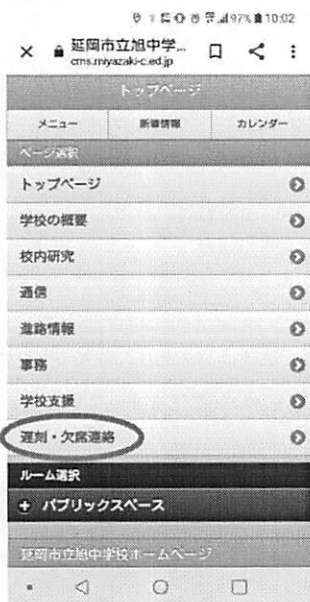 97% 10:02
延岡市立旭中学...
cms.miyazaki-c.ed.jp
トップページ
メニュー 新着情報 カレンダー
ページ選択
トップページ
学校の概要
校内研究
通信
進路情報
事務
学校支援
遅刻・欠席連絡
ルーム選択
+ パブリックスペース
延岡市立旭中学校ホームページ